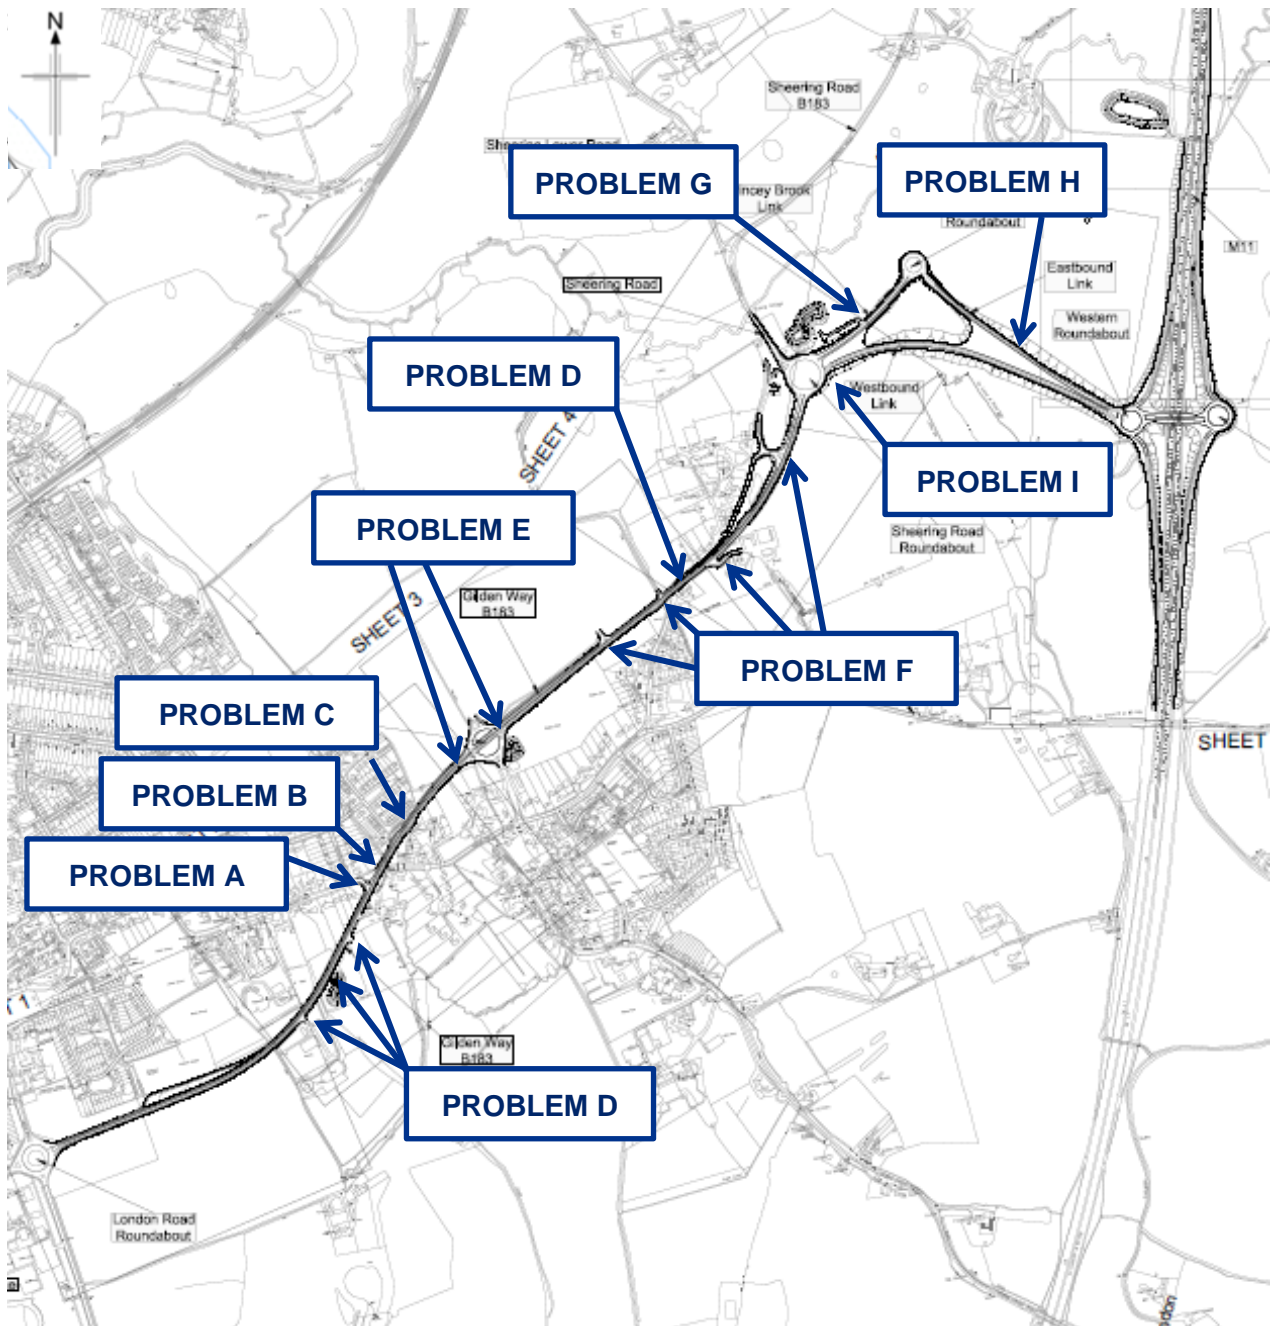 N
Sheering Road
B183
PROBLEM G
PROBLEM H
Link
Roundabout
M11
Eastbound
Link
Sheering Road
Western
Roundabout
PROBLEM D
Westbound
Link
SHEET 4
PROBLEM I
PROBLEM E
Sheering Road
Roundabout
Gilden Way
B183
SHEET 3
PROBLEM F
PROBLEM C
SHEET
PROBLEM B
PROBLEM A
T 1
Gilden Way
B183
PROBLEM D
London Road
Roundabout